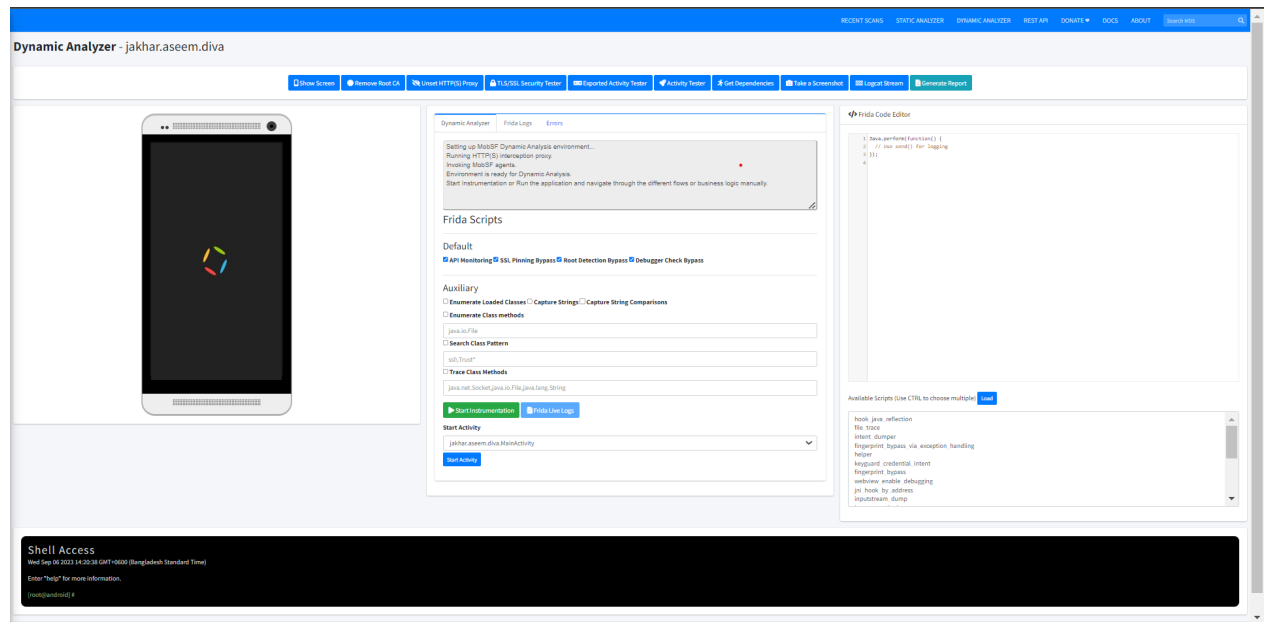 RECENT SCANS STATIC ANALYZER DYNAMIC ANALYZER REST API DONATE ♥ DOCS ABOUT Search MD5
Dynamic Analyzer - jakhar.aseem.diva
Show Screen Remove Root CA Unset HTTP(S) Proxy TLS/SSL Security Tester Exported Activity Tester Activity Tester Get Dependencies Take a Screenshot Logcat Stream Generate Report
Dynamic Analyzer Frida Logs Errors
Setting up MobSF Dynamic Analysis environment...
Running HTTP(S) interception proxy.
Invoking MobSF agents.
Environment is ready for Dynamic Analysis.
Start Instrumentation or Run the application and navigate through the different flows or business logic manually.
Frida Scripts
Default
API Monitoring SSL Pinning Bypass Root Detection Bypass Debugger Check Bypass
Auxiliary
Enumerate Loaded Classes Capture Strings Capture String Comparisons
Enumerate Class methods
java.io.File
Search Class Pattern
ssl\.Trust*
Trace Class Methods
java.net.Socket,java.io.File,java.lang.String
Start Instrumentation Frida Live Logs
Start Activity
jakhar.aseem.diva.MainActivity
Start Activity
</> Frida Code Editor
1 Java.perform(function() {
2 // Use send() for logging
3 });
4
Available Scripts (Use CTRL to choose multiple) Load
hook_java_reflection
file_trace
intent_dumper
fingerprint_bypass_via_exception_handling
helper
keyguard_credential_intent
fingerprint_bypass
webview_enable_debugging
jni_hook_by_address
inputstream_dump
Shell Access
Wed Sep 06 2023 14:20:38 GMT+0600 (Bangladesh Standard Time)
Enter "help" for more information.
[root@android] #